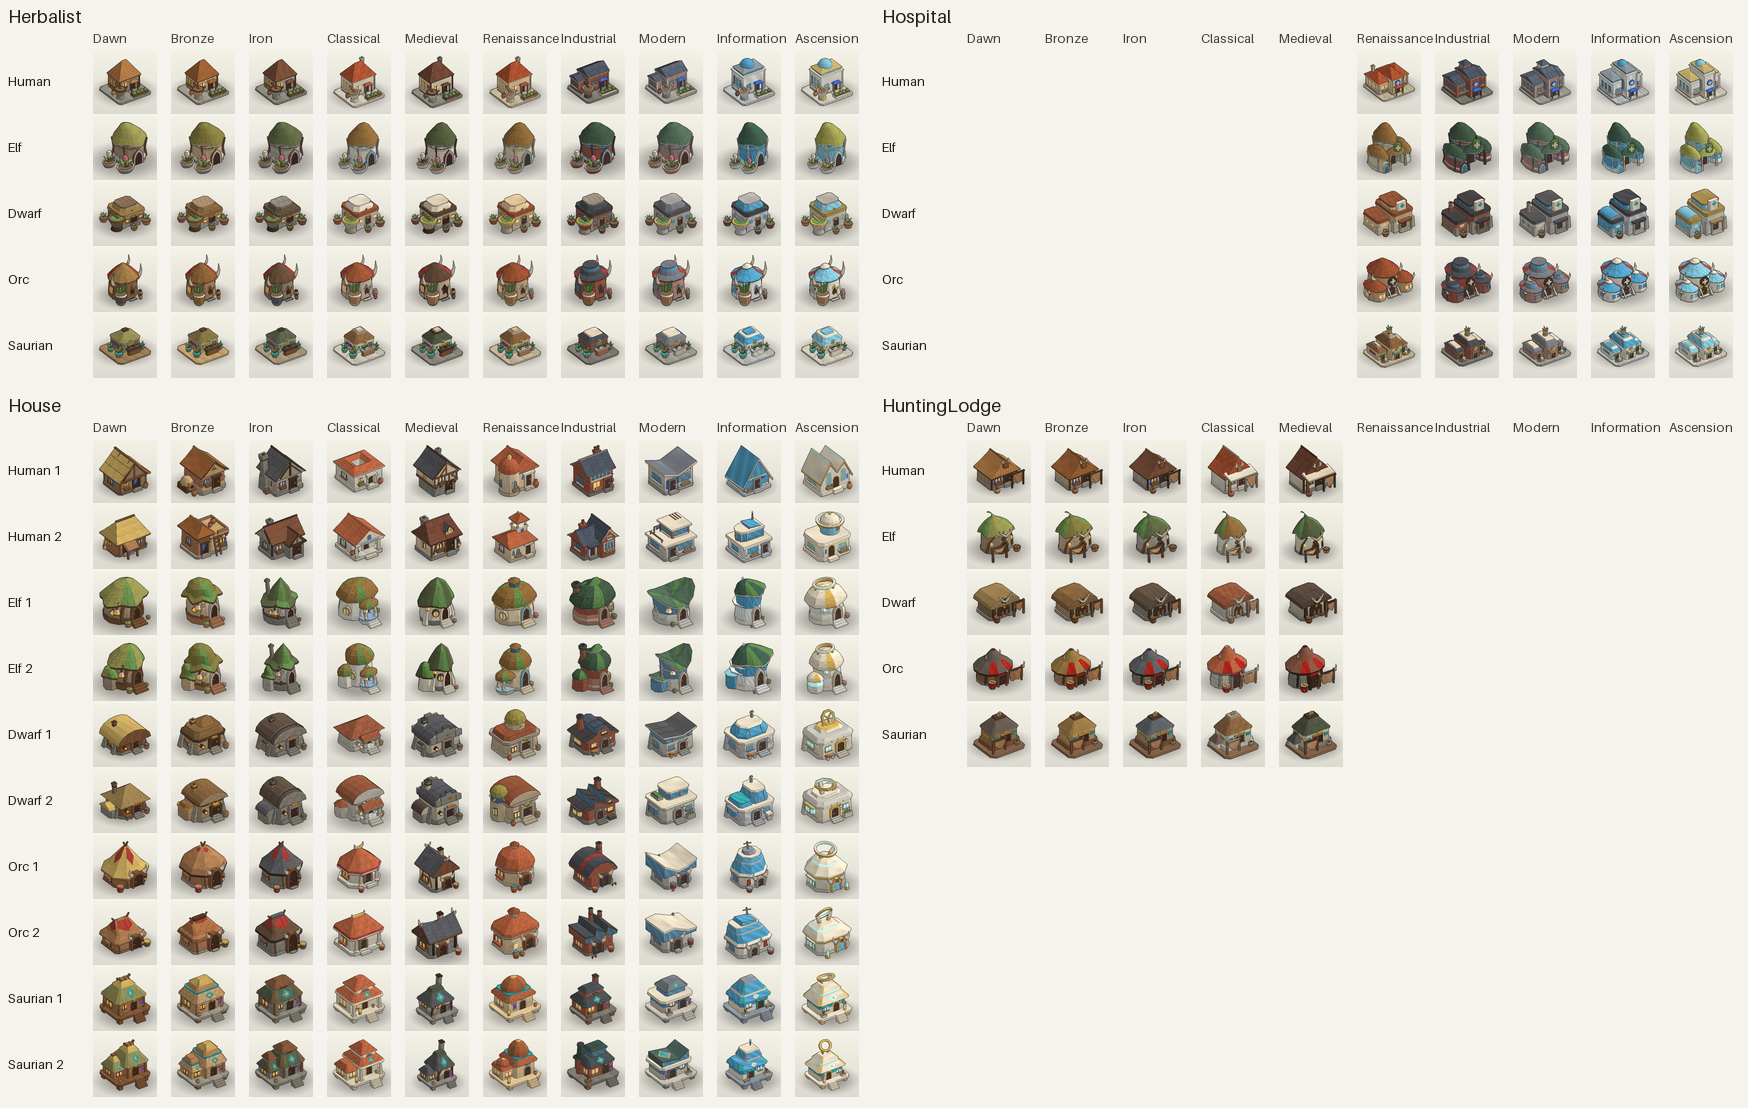 Herbalist
Dawn Bronze Iron Classical Medieval Renaissance Industrial Modern Information Ascension
Human
Elf
Dwarf
Orc
Saurian
Hospital
Dawn Bronze Iron Classical Medieval Renaissance Industrial Modern Information Ascension
Human
Elf
Dwarf
Orc
Saurian
House
Dawn Bronze Iron Classical Medieval Renaissance Industrial Modern Information Ascension
Human 1
Human 2
Elf 1
Elf 2
Dwarf 1
Dwarf 2
Orc 1
Orc 2
Saurian 1
Saurian 2
HuntingLodge
Dawn Bronze Iron Classical Medieval Renaissance Industrial Modern Information Ascension
Human
Elf
Dwarf
Orc
Saurian